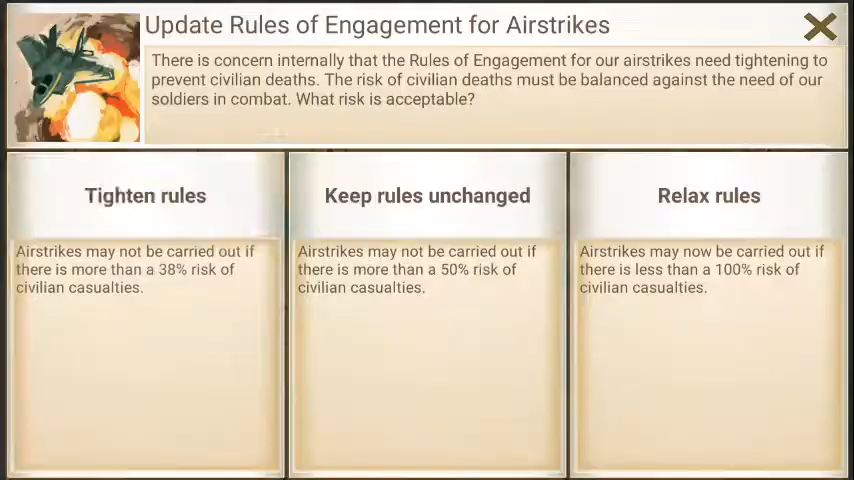 Update Rules of Engagement for Airstrikes
There is concern internally that the Rules of Engagement for our airstrikes need tightening to
prevent civilian deaths. The risk of civilian deaths must be balanced against the need of our
soldiers in combat. What risk is acceptable?
Tighten rules
Airstrikes may not be carried out if
there is more than a 38% risk of
civilian casualties.
Keep rules unchanged
Airstrikes may not be carried out if
there is more than a 50% risk of
civilian casualties.
Relax rules
Airstrikes may now be carried out if
there is less than a 100% risk of
civilian casualties.